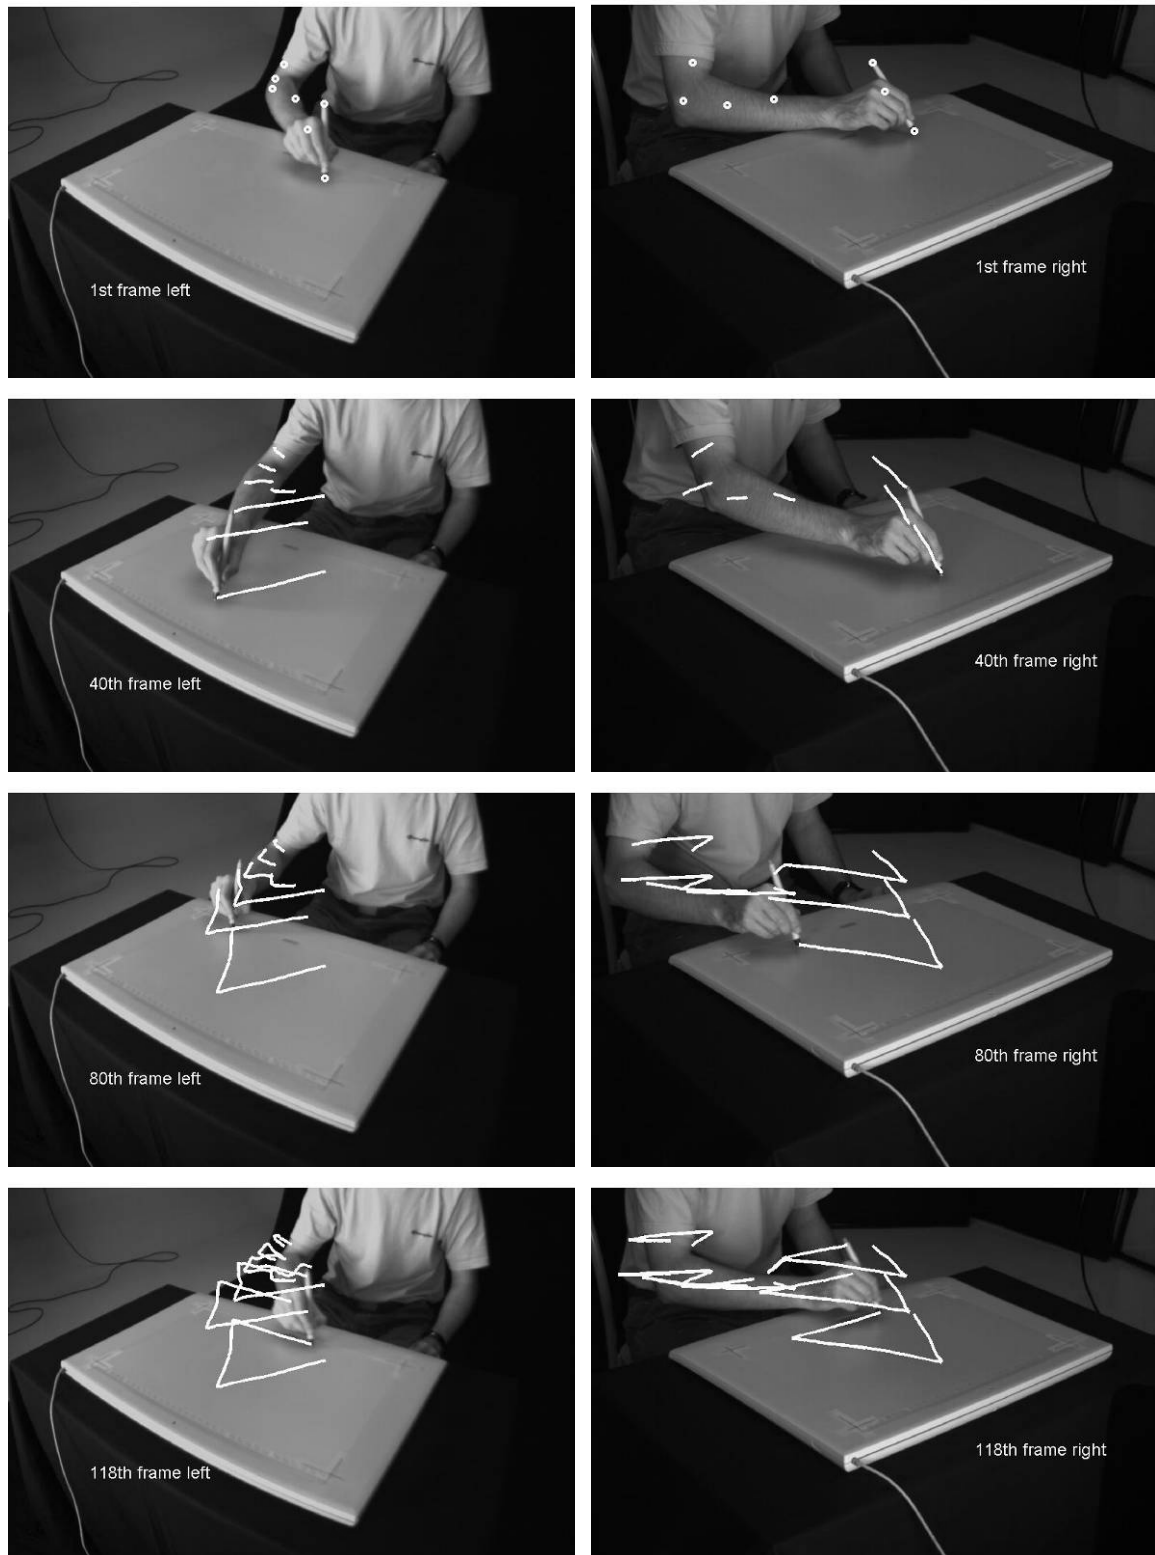 1st frame left
1st frame right
40th frame left
40th frame right
80th frame left
80th frame right
118th frame left
118th frame right